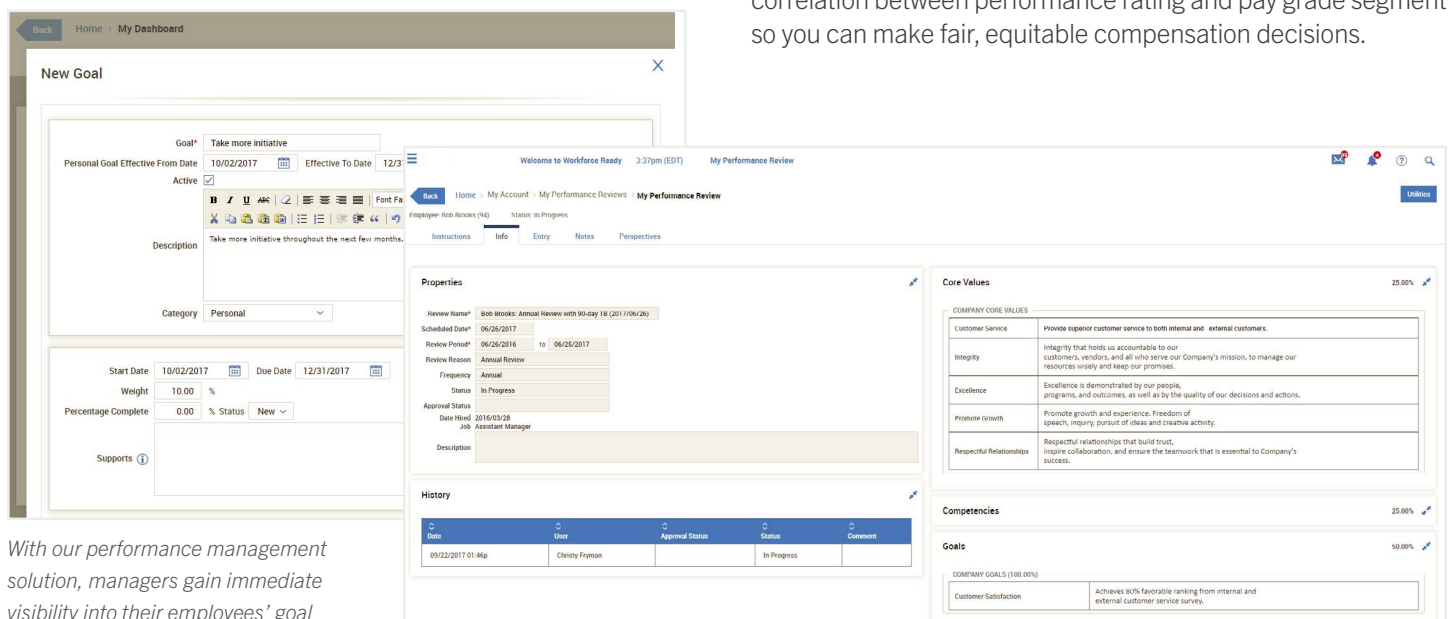 correlation between performance rating and pay grade segment
so you can make fair, equitable compensation decisions.
Back Home > My Dashboard
New Goal X
Goal* Take more initiative
Personal Goal Effective From Date 10/02/2017 Effective To Date 12/3
Active
B I U ABC Font Fa
Description Take more initiative throughout the next few months.
Category Personal
Start Date 10/02/2017 Due Date 12/31/2017
Weight 10.00 %
Percentage Complete 0.00 % Status New
Supports
With our performance management
solution, managers gain immediate
visibility into their employees' goal
Welcome to Workforce Ready 3:37pm (EDT) My Performance Review
Back Home > My Account > My Performance Reviews > My Performance Review Utilities
Employee: Bob Brooks (94) Status: In Progress
Instructions Info Entry Notes Perspectives
Properties
Review Name* Bob Brooks: Annual Review with 90-day TB (2017/06/26)
Scheduled Date* 06/26/2017
Review Period* 06/26/2016 to 06/25/2017
Review Reason Annual Review
Frequency Annual
Status In Progress
Approval Status
Date Hired 2016/03/28
Job Assistant Manager
Description
History
Date User Approval Status Status Comment
09/22/2017 01:46p Christy Fryman In Progress
Core Values 25.00%
COMPANY CORE VALUES
Customer Service Provide superior customer service to both internal and external customers.
Integrity that holds us accountable to our
Integrity customers, vendors, and all who serve our Company's mission, to manage our
resources wisely and keep our promises.
Excellence is demonstrated by our people,
Excellence programs, and outcomes, as well as by the quality of our decisions and actions.
Promote growth and experience. Freedom of
Promote Growth speech, inquiry, pursuit of ideas and creative activity.
Respectful relationships that build trust,
Respectful Relationships inspire collaboration, and ensure the teamwork that is essential to Company's
success.
Competencies 25.00%
Goals 50.00%
COMPANY GOALS (100.00%)
Customer Satisfaction Achieves 80% favorable ranking from internal and
external customer service survey.